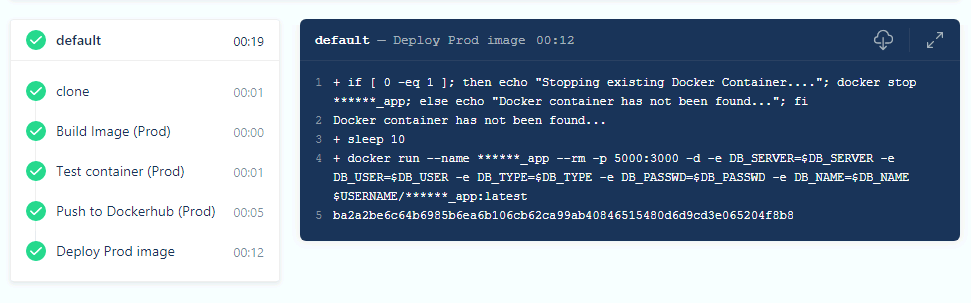 default 00:19
clone 00:01
Build Image (Prod) 00:00
Test container (Prod) 00:01
Push to Dockerhub (Prod) 00:05
Deploy Prod image 00:12
default — Deploy Prod image 00:12
1 + if [ 0 -eq 1 ]; then echo "Stopping existing Docker Container...."; docker stop
******_app; else echo "Docker container has not been found..."; fi
2 Docker container has not been found...
3 + sleep 10
4 + docker run --name ******_app --rm -p 5000:3000 -d -e DB_SERVER=$DB_SERVER -e
DB_USER=$DB_USER -e DB_TYPE=$DB_TYPE -e DB_PASSWD=$DB_PASSWD -e DB_NAME=$DB_NAME
$USERNAME/******_app:latest
5 ba2a2be6c64b6985b6ea6b106cb62ca99ab40846515480d6d9cd3e065204f8b8